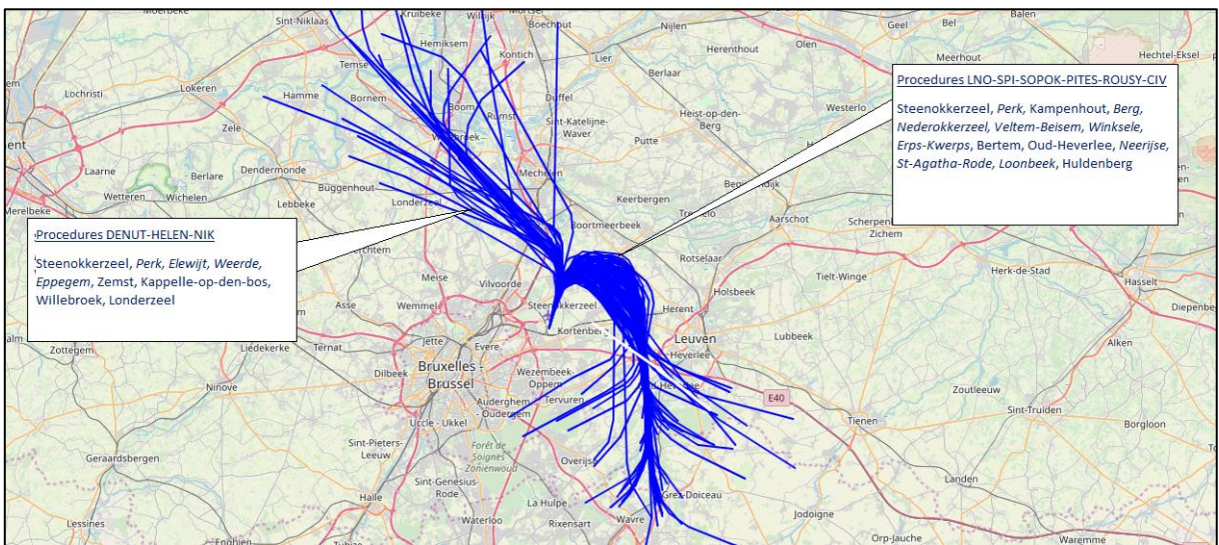 Moerbeke
Kruibeke
Wilrijk
Boechout
Nijlen
Geel
Bel
Balen
Sint-Niklaas
Hemiksem
Kontich
Lier
Herenthout
Olen
Meerhout
Hechtel-Eksel
Temse
Berlaar
Lochristi
Lokeren
Hamme
Bornem
Boom
Rumst
Duffel
Heist-op-den-Berg
Westerlo
Zele
Sint-Katelijne-Waver
Putte
Procedures LNO-SPI-SOPOK-PITES-ROUSY-CIV
Steenokkerzeel, Perk, Kampenhout, Berg,
Nederokkerzeel, Veltem-Beisem, Winksele,
Erps-Kwerps, Bertem, Oud-Heverlee, Neerijse,
St-Agatha-Rode, Loonbeek, Huldenberg
Laarne
Berlare
Dendermonde
Mechelen
Wetteren
Wichelen
Lebbeke
Buggenhout
Londerzeel
Keerbergen
Merelbeke
Boortmeerbeek
Aarschot
Procedures DENUT-HELEN-NIK
Steenokkerzeel, Perk, Elewijt, Weerde,
Eppegem, Zemst, Kappelle-op-den-bos,
Willebroek, Londerzeel
Rotselaar
Meise
Vilvoorde
Tielt-Winge
Herk-de-Stad
Hasselt
Holsbeek
Asse
Wemmel
Steenokkerzeel
Herent
Diepenbeek
Zottegem
Liedekerke
Ternat
Jette
Evere
Kortenberg
Leuven
Lubbeek
Alken
Heverlee
Bruxelles -
Brussel
Dilbeek
Wezembeek-
Oppem
Ninove
Tervuren
E40
Zoutleeuw
Auderghem -
Oudergem
Uccle - Ukkel
Tienen
Sint-Truiden
Borgloon
Sint-Pieters-
Leeuw
Forêt de
Soignes
Zoniënwoud
Geraardsbergen
Overijse
Sint-Genesius
Rode
Landen
Halle
La Hulpe
Grez-Doiceau
Lessines
Waterloo
Rixensart
Wavre
Jodoigne
Enghien
Tubize
Orp-Jauche
Waremme